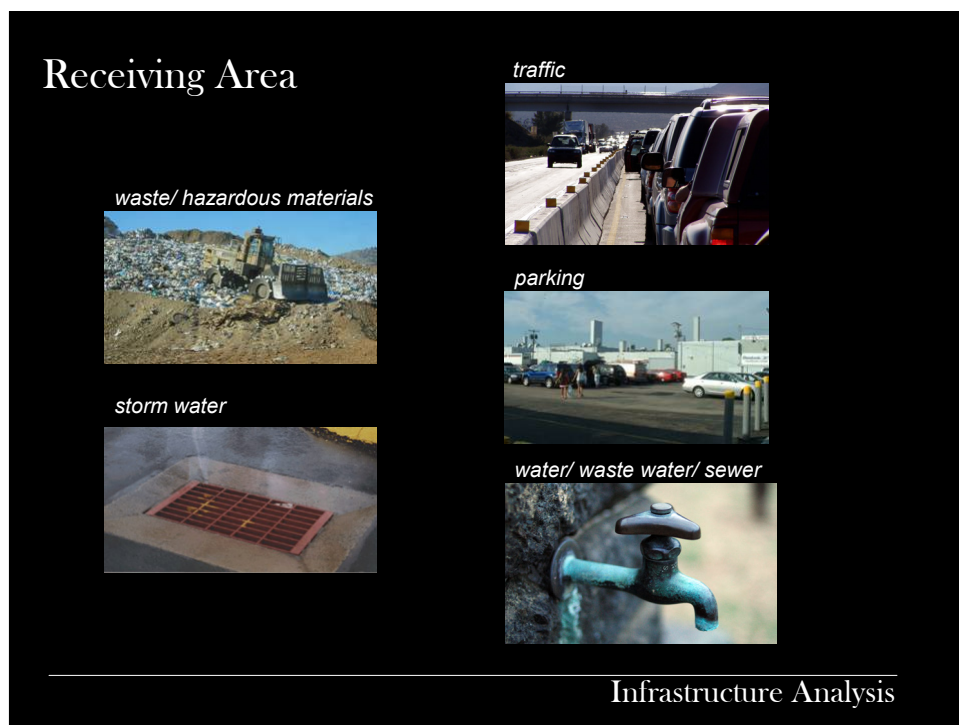 Receiving Area
traffic
waste/ hazardous materials
parking
storm water
water/ waste water/ sewer
Infrastructure Analysis